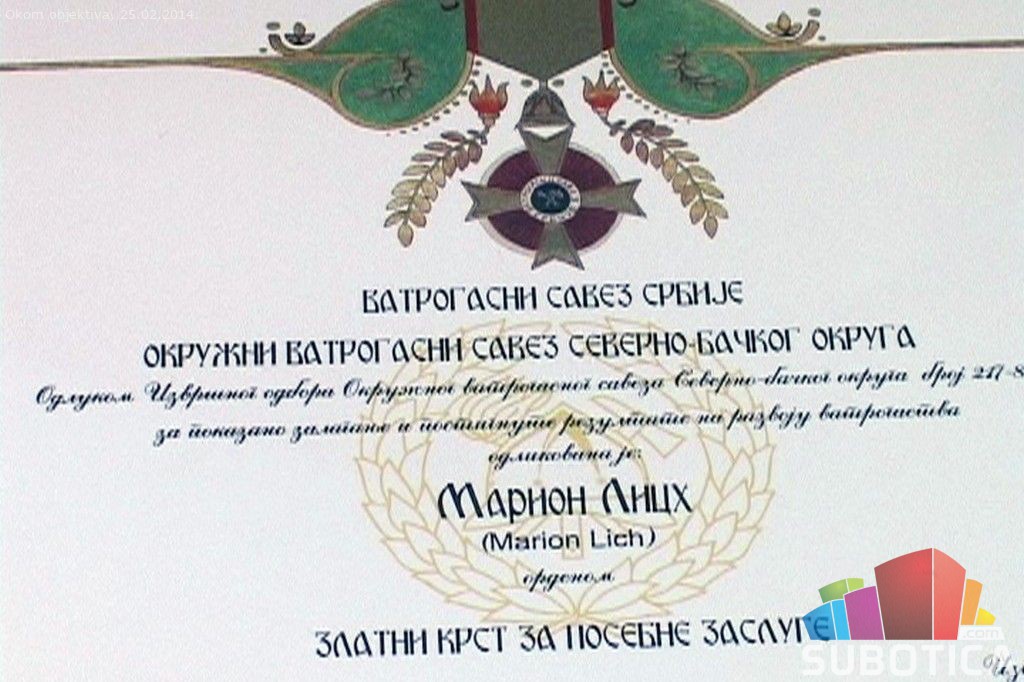 Okom objektiva, 25.02.2014.
ВАТРОГАСНИ САВЕЗ СРБИЈЕ
ОКРУЖНИ ВАТРОГАСНИ САВЕЗ СЕВЕРНО-БАЧКОГ ОКРУГА
Одлуком Извршног одбора Окружног ватрогасног савеза Северно-бачког округа број 217-8
за показано залагање и постигнуте резултате на развоју ватрогаства
одликована је:
Марион Лицх
(Marion Lich)
орденом
ЗЛАТНИ КРСТ ЗА ПОСЕБНЕ ЗАСЛУГЕ
.com
SUBOTICA